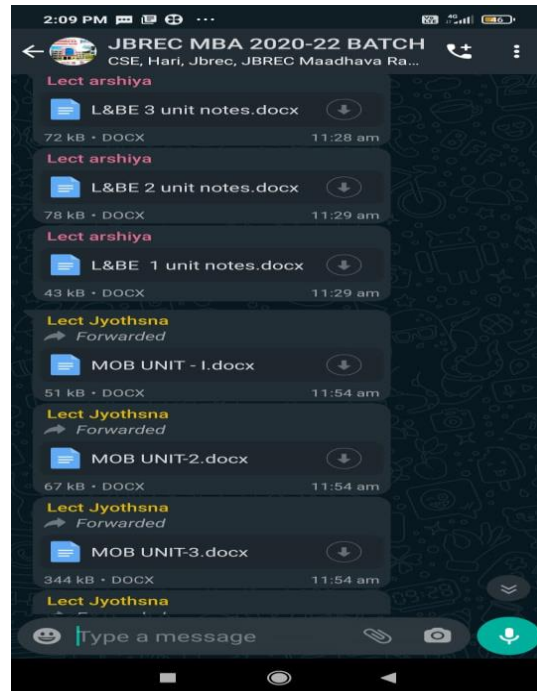 2:09 PM
4G
6
JBREC MBA 2020-22 BATCH
CSE, Hari, Jbrec, JBREC Maadhava Ra...
Lect arshiya
L&BE 3 unit notes.docx
72 kB • DOCX 11:28 am
Lect arshiya
L&BE 2 unit notes.docx
78 kB • DOCX 11:29 am
Lect arshiya
L&BE 1 unit notes.docx
43 kB • DOCX 11:29 am
Lect Jyothsna
Forwarded
MOB UNIT - I.docx
51 kB • DOCX 11:54 am
Lect Jyothsna
Forwarded
MOB UNIT-2.docx
67 kB • DOCX 11:54 am
Lect Jyothsna
Forwarded
MOB UNIT-3.docx
344 kB • DOCX 11:54 am
Lect Jyothsna
Type a message